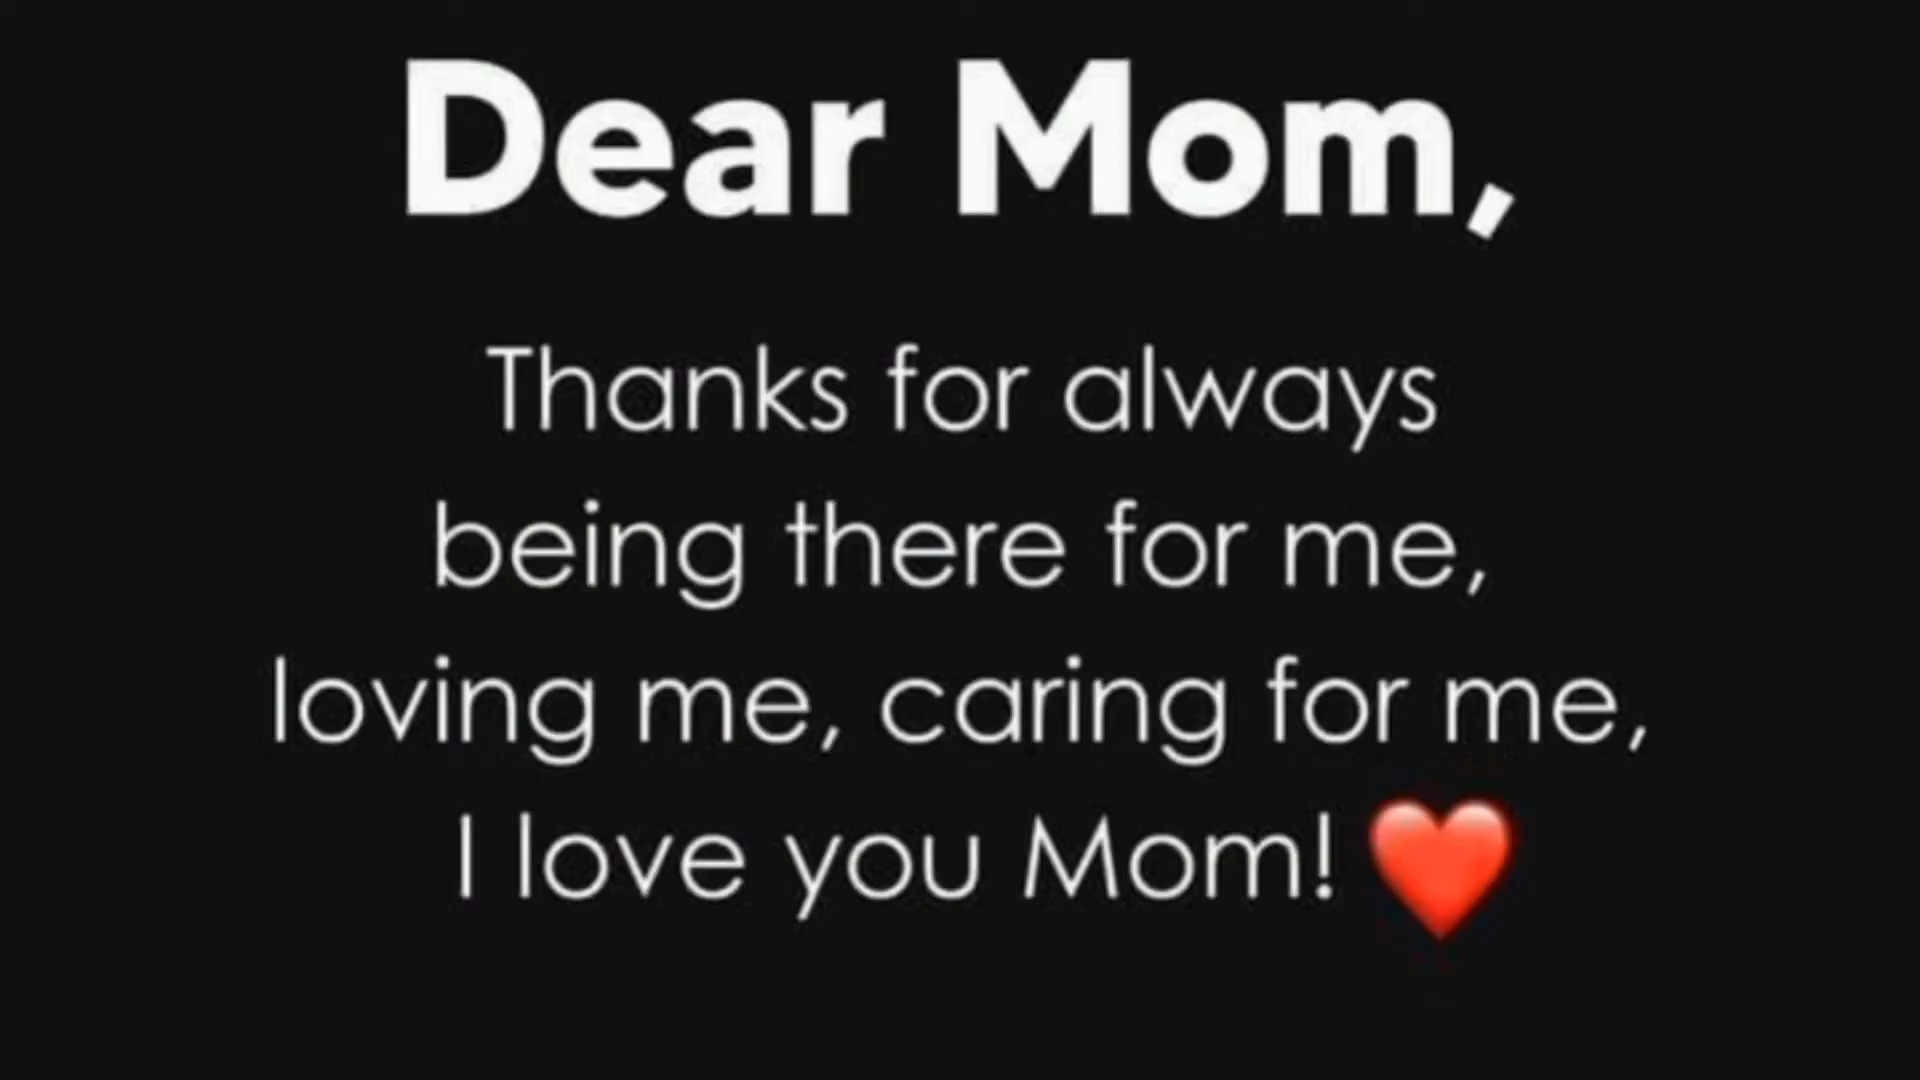 Dear Mom,
Thanks for always
being there for me,
loving me, caring for me,
I love you Mom! ❤️